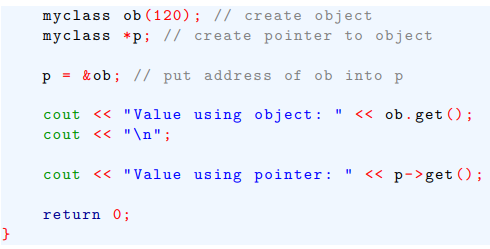 myclass ob(120); // create object
myclass *p; // create pointer to object
p = &ob; // put address of ob into p
cout << "Value using object: " << ob.get();
cout << "\n";
cout << "Value using pointer: " << p->get();
return 0;
}